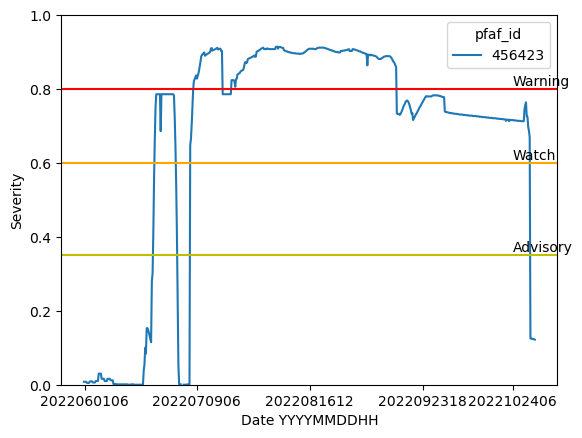 pfaf_id
456423
1.0
0.8
0.6
0.4
0.2
0.0
Severity
Warning
Watch
Advisory
2022060106 2022070906 2022081612 2022092318 2022102406
Date YYYYMMDDHH